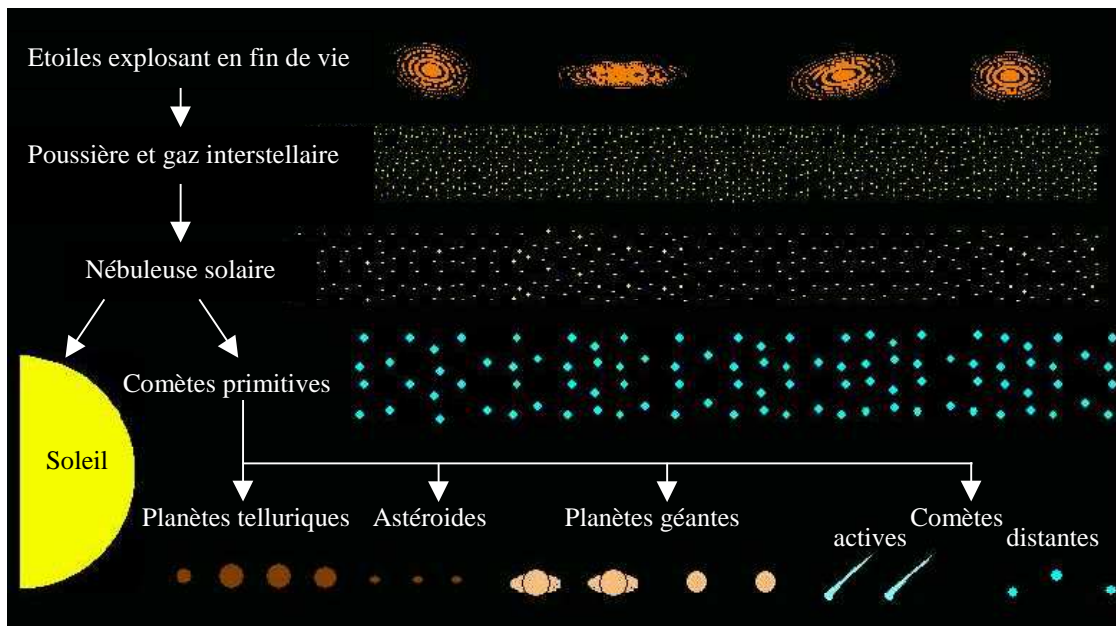 Etoiles explosant en fin de vie
Poussière et gaz interstellaire
Nébuleuse solaire
Comètes primitives
Soleil
Planètes telluriques
Astéroides
Planètes géantes
Comètes
actives
distantes